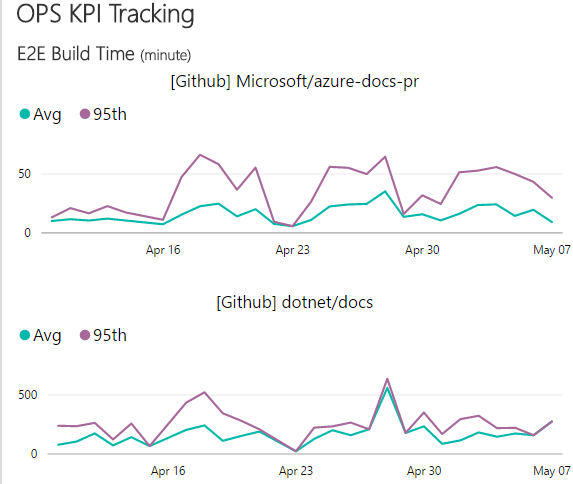 OPS KPI Tracking
E2E Build Time (minute)
[Github] Microsoft/azure-docs-pr
Avg 95th
50
0
Apr 16 Apr 23 Apr 30 May 07
[Github] dotnet/docs
Avg 95th
500
0
Apr 16 Apr 23 Apr 30 May 07